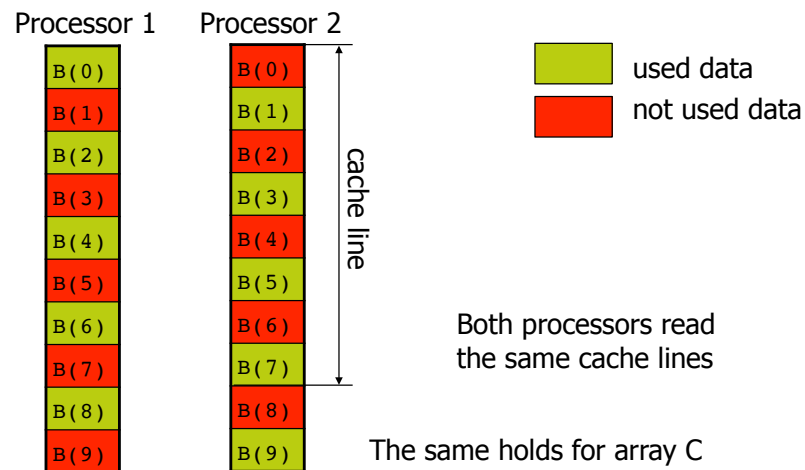 Processor 1
Processor 2
B(0)
B(1)
B(2)
B(3)
B(4)
B(5)
B(6)
B(7)
B(8)
B(9)
B(0)
B(1)
B(2)
B(3)
B(4)
B(5)
B(6)
B(7)
B(8)
B(9)
cache line
used data
not used data
Both processors read
the same cache lines
The same holds for array C